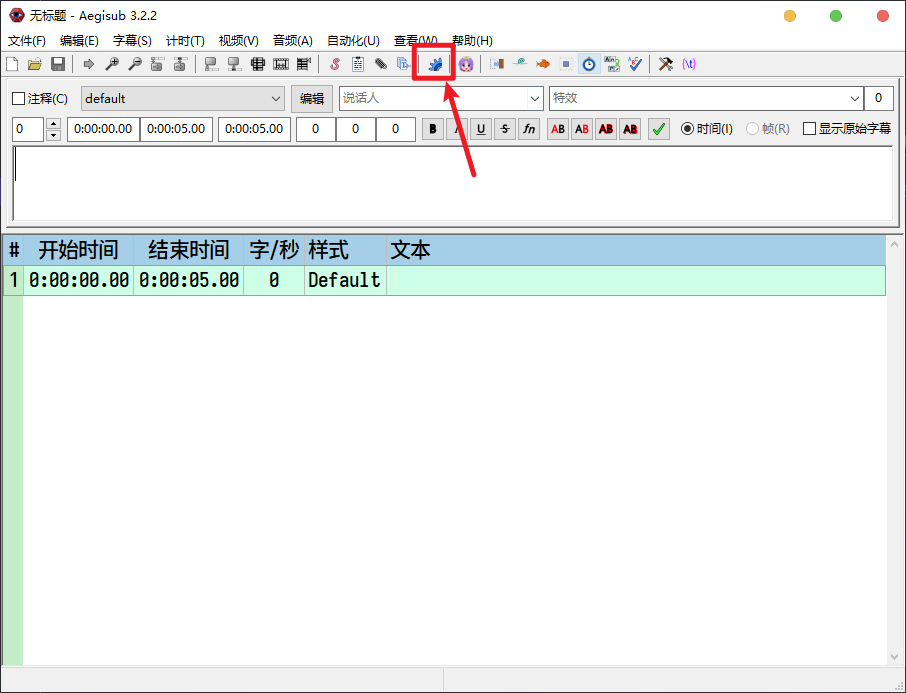 无标题 - Aegisub 3.2.2
文件(F) 编辑(E) 字幕(S) 计时(T) 视频(V) 音频(A) 自动化(U) 查看(W) 帮助(H)
注释(C) default 编辑 说话人 特效 0
0 0:00:00.00 0:00:05.00 0:00:05.00 0 0 0 B I U S fn AB AB AB AB 时间(I) 帧(R) 显示原始字幕
# 开始时间 结束时间 字/秒 样式 文本
1 0:00:00.00 0:00:05.00 0 Default